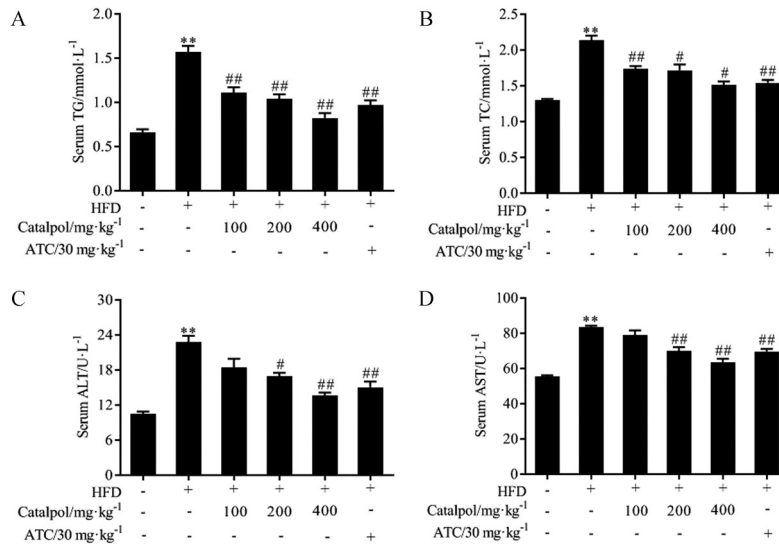 A
2.0
1.5
1.0
0.5
0.0
Serum TG/mmol·L-1
**
##
##
##
##
HFD - + + + + +
Catalpol/mg·kg-1 - - 100 200 400 -
ATC/30 mg·kg-1 - - - - - +
B
2.5
2.0
1.5
1.0
0.5
0.0
Serum TC/mmol·L-1
**
##
#
#
##
HFD - + + + + +
Catalpol/mg·kg-1 - - 100 200 400 -
ATC/30 mg·kg-1 - - - - - +
C
30
24
18
12
6
0
Serum ALT/U·L-1
**
#
##
##
HFD - + + + + +
Catalpol/mg·kg-1 - - 100 200 400 -
ATC/30 mg·kg-1 - - - - - +
D
100
80
60
40
20
0
Serum AST/U·L-1
**
##
##
##
HFD - + + + + +
Catalpol/mg·kg-1 - - 100 200 400 -
ATC/30 mg·kg-1 - - - - - +